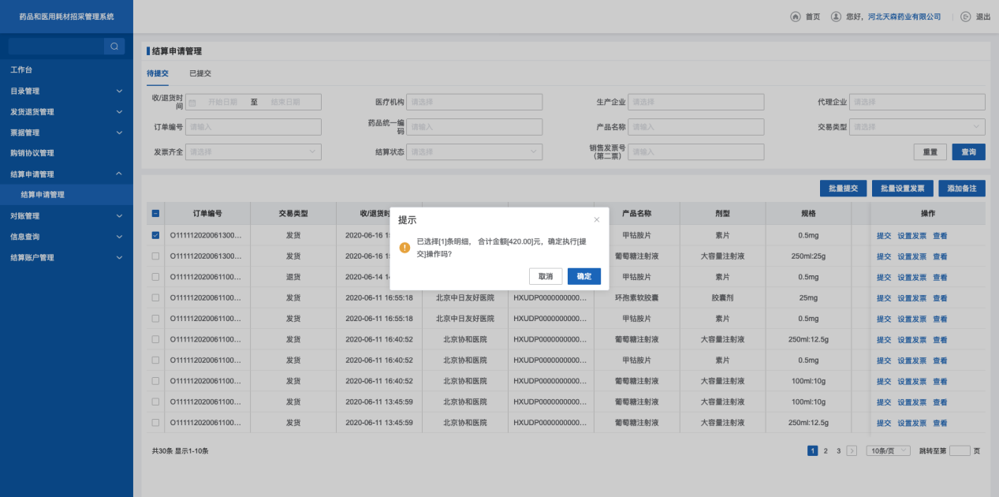 药品和医用耗材招采管理系统
首页 您好，河北天森药业有限公司 退出
工作台
目录管理
发货退货管理
票据管理
购销协议管理
结算申请管理
结算申请管理
对账管理
信息查询
结算账户管理
结算申请管理
待提交 已提交
收/退货时间 开始日期 至 结束日期 医疗机构 请选择 生产企业 请选择 代理企业 请选择
订单编号 请输入 药品统一编码 请输入 产品名称 请输入 交易类型 请选择
发票齐全 请选择 结算状态 请选择 销售发票号（第二票） 请输入 重置 查询
批量提交 批量设置发票 添加备注
订单编号 交易类型 收/退货时 产品名称 剂型 规格 操作
O1111112020061300... 发货 2020-06-16 1 甲钴胺片 素片 0.5mg 提交 设置发票 查看
O1111112020061300... 发货 2020-06-16 1 葡萄糖注射液 大容量注射液 250ml:25g 提交 设置发票 查看
O1111112020061100... 退货 2020-06-14 1 甲钴胺片 素片 0.5mg 提交 设置发票 查看
O1111112020061100... 发货 2020-06-11 16:55:18 北京中日友好医院 HXUDP0000000000... 环孢素软胶囊 胶囊剂 25mg 提交 设置发票 查看
O1111112020061100... 发货 2020-06-11 16:55:18 北京中日友好医院 HXUDP0000000000... 甲钴胺片 素片 0.5mg 提交 设置发票 查看
O1111112020061100... 发货 2020-06-11 16:40:52 北京协和医院 HXUDP0000000000... 葡萄糖注射液 大容量注射液 250ml:12.5g 提交 设置发票 查看
O1111112020061100... 发货 2020-06-11 16:40:52 北京协和医院 HXUDP0000000000... 甲钴胺片 素片 0.5mg 提交 设置发票 查看
O1111112020061100... 发货 2020-06-11 16:40:52 北京协和医院 HXUDP0000000000... 葡萄糖注射液 大容量注射液 100ml:10g 提交 设置发票 查看
O1111112020061100... 发货 2020-06-11 13:45:59 北京协和医院 HXUDP0000000000... 葡萄糖注射液 大容量注射液 100ml:10g 提交 设置发票 查看
O1111112020061100... 发货 2020-06-11 13:45:59 北京协和医院 HXUDP0000000000... 葡萄糖注射液 大容量注射液 250ml:12.5g 提交 设置发票 查看
提示
已选择[1]条明细， 合计金额[420.00]元，确定执行[提
交]操作吗?
取消 确定
共30条 显示1-10条 1 2 3 10条/页 跳转至第 页